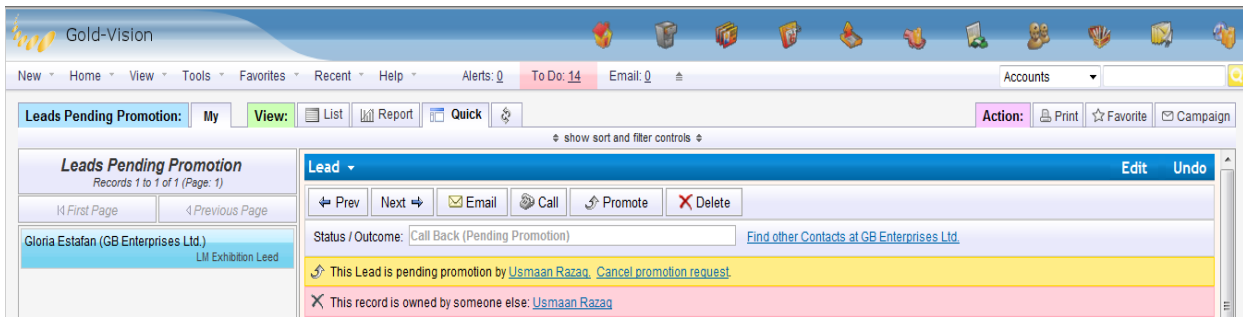 Gold-Vision
New Home View Tools Favorites Recent Help Alerts: 0 To Do: 14 Email: 0 Accounts
Leads Pending Promotion: My View: List Report Quick Action: Print Favorite Campaign
show sort and filter controls
Leads Pending Promotion
Records 1 to 1 of 1 (Page: 1)
First Page Previous Page
Gloria Estafan (GB Enterprises Ltd.)
LM Exhibition Leed
Lead Edit Undo
Prev Next Email Call Promote Delete
Status / Outcome: Call Back (Pending Promotion) Find other Contacts at GB Enterprises Ltd.
This Lead is pending promotion by Usmaan Razaq. Cancel promotion request.
This record is owned by someone else: Usmaan Razaq